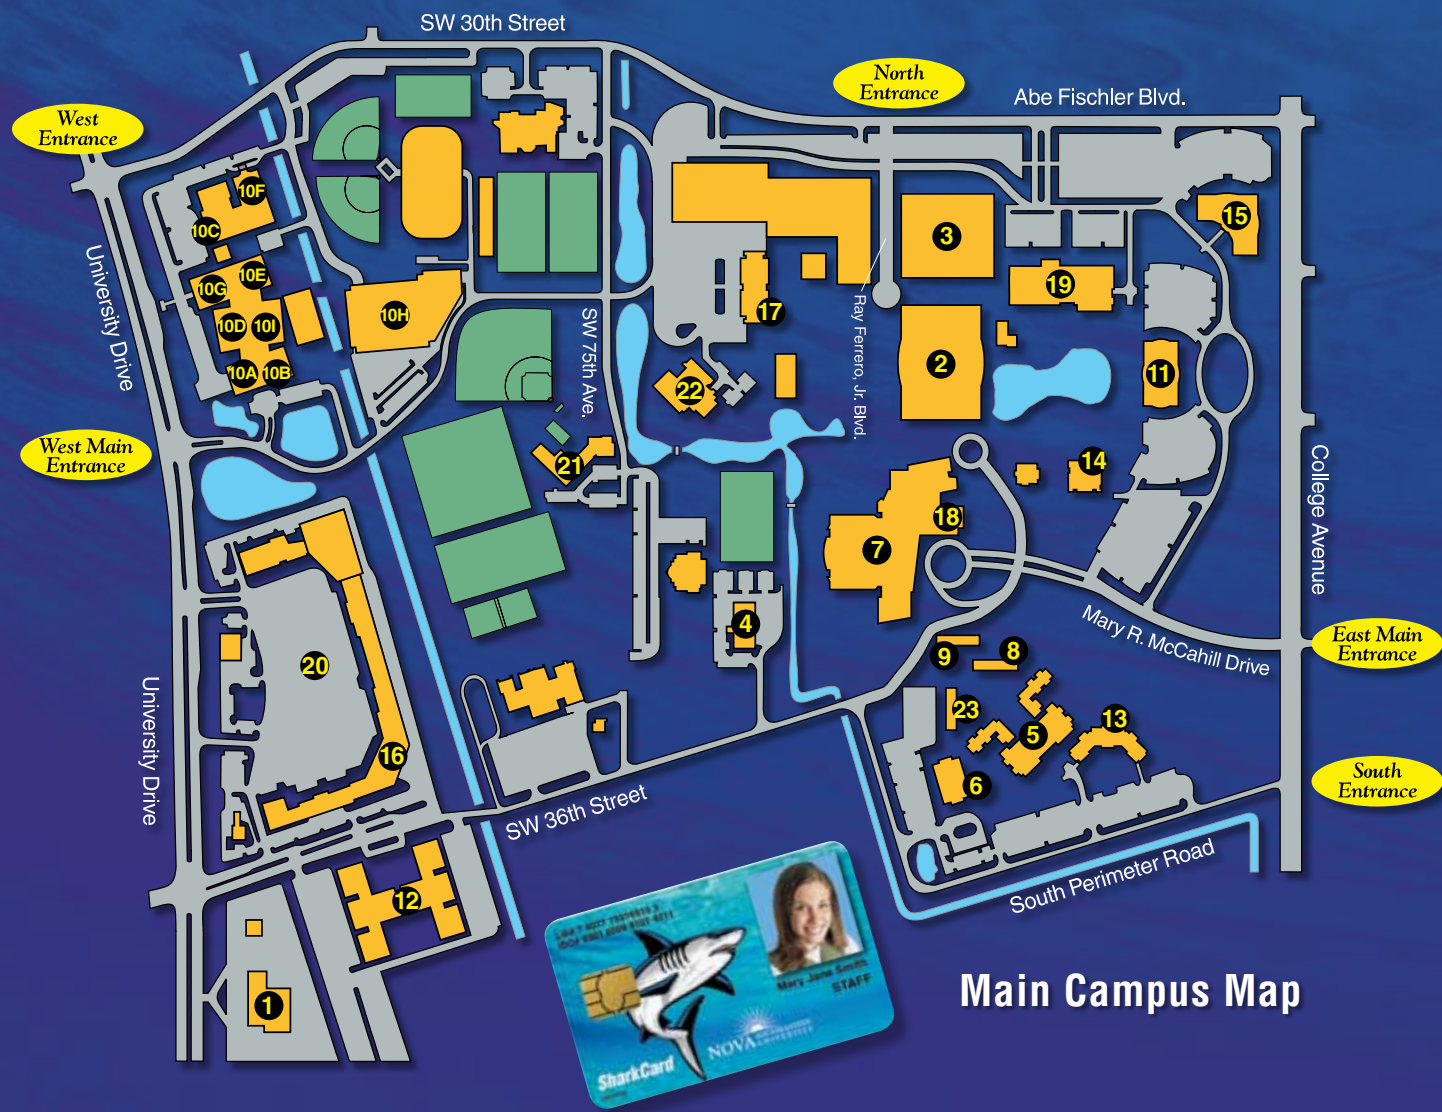 SW 30th Street
North
Entrance
Abe Fischler Blvd.
West
Entrance
10F
10C
15
3
10E
10G
19
University Drive
10H
17
10D
10I
SW 75th Ave.
Ray Ferrero, Jr. Blvd.
2
10A
10B
22
11
West Main
Entrance
21
14
College Avenue
18
7
4
Mary R. McCahill Drive
East Main
Entrance
9
8
20
University Drive
23
13
5
16
6
South
Entrance
SW 36th Street
South Perimeter Road
12
1
Mary Jane Smith
STAFF
NOVA SOUTHEASTERN
UNIVERSITY
SharkCard
Main Campus Map